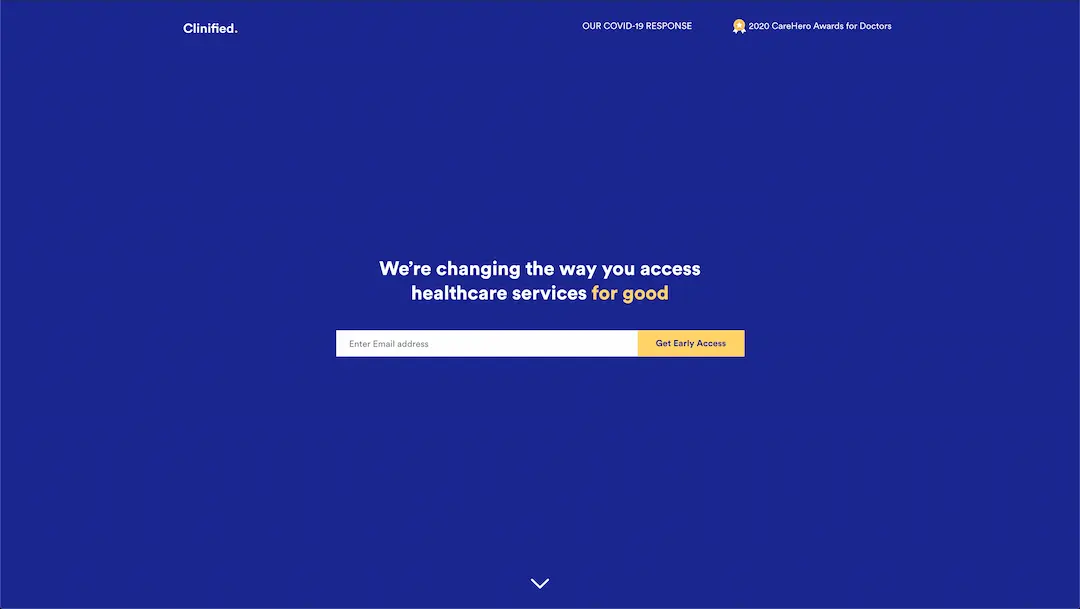 Clinified.
OUR COVID-19 RESPONSE
2020 CareHero Awards for Doctors
We’re changing the way you access
healthcare services for good
Enter Email address
Get Early Access